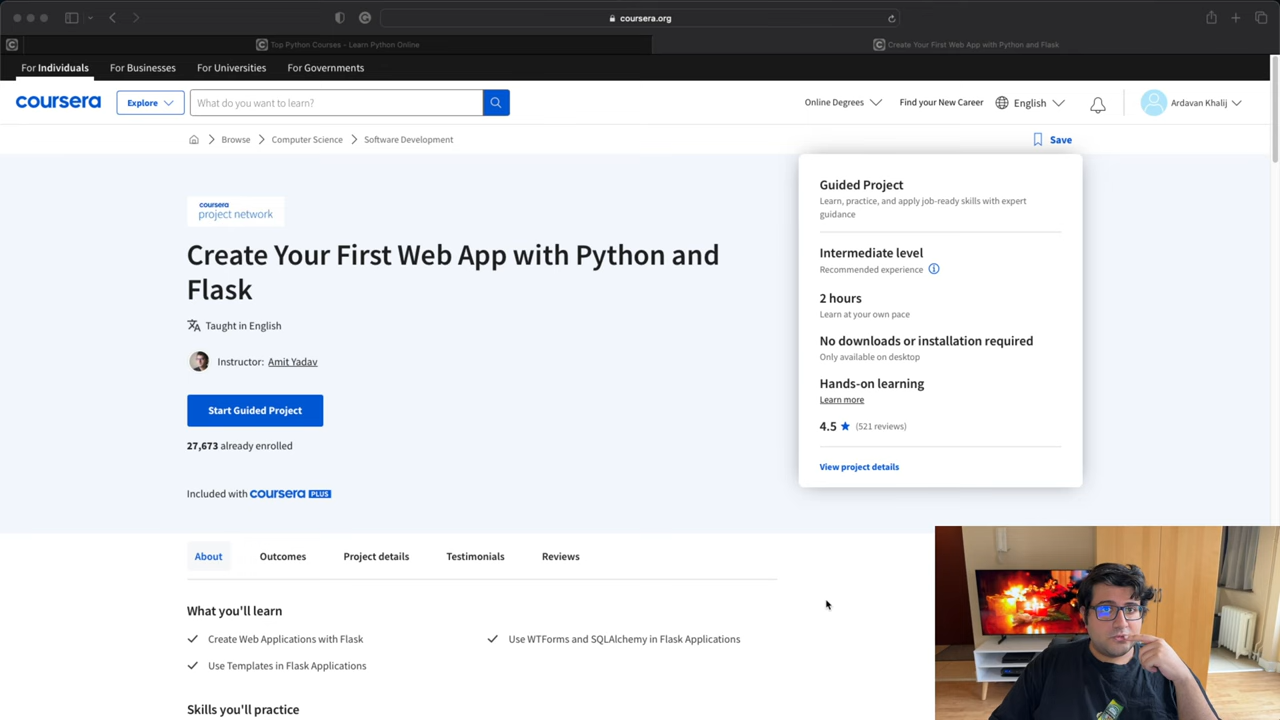 coursera.org
Top Python Courses - Learn Python Online
Create Your First Web App with Python and Flask
For Individuals
For Businesses
For Universities
For Governments
coursera
Explore
What do you want to learn?
Online Degrees
Find your New Career
English
Ardavan Khalij
Browse
Computer Science
Software Development
Save
coursera
project network
Create Your First Web App with Python and
Flask
Taught in English
Instructor: Amit Yadav
Start Guided Project
27,673 already enrolled
Included with coursera PLUS
Guided Project
Learn, practice, and apply job-ready skills with expert
guidance
Intermediate level
Recommended experience
2 hours
Learn at your own pace
No downloads or installation required
Only available on desktop
Hands-on learning
Learn more
4.5 ★ (521 reviews)
View project details
About
Outcomes
Project details
Testimonials
Reviews
What you'll learn
Create Web Applications with Flask
Use WTForms and SQLAlchemy in Flask Applications
Use Templates in Flask Applications
Skills you'll practice